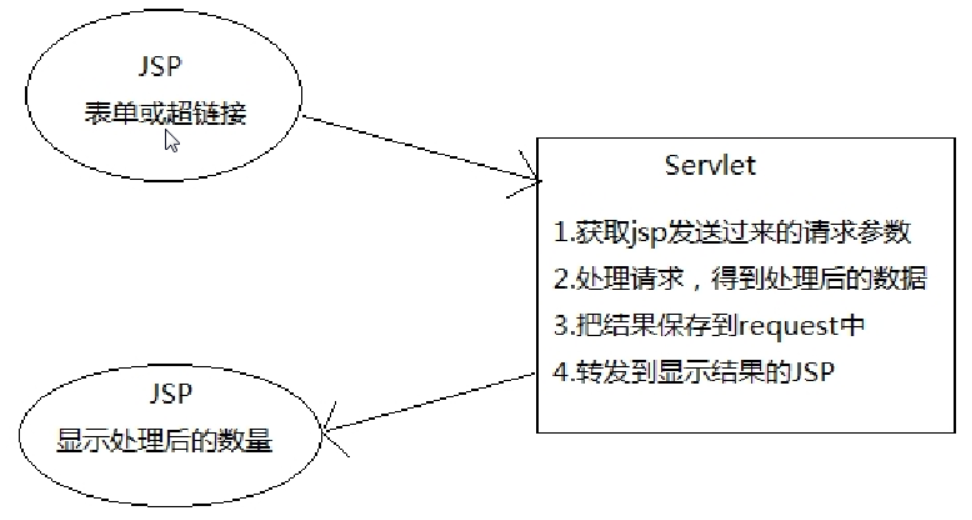 JSP
表单或超链接
Servlet
1.获取jsp发送过来的请求参数
2.处理请求，得到处理后的数据
3.把结果保存到request中
4.转发到显示结果的JSP
JSP
显示处理后的数量